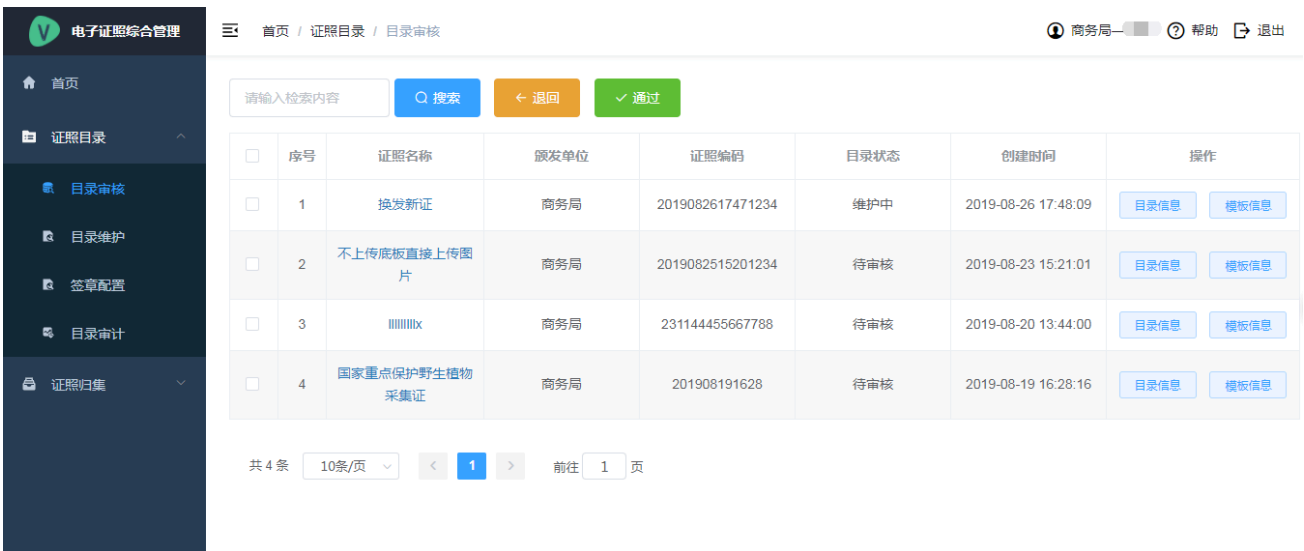 电子证照综合管理
首页 / 证照目录 / 目录审核
商务局— 帮助 退出
首页
证照目录
目录审核
目录维护
签章配置
目录审计
证照归集
请输入检索内容 搜索 退回 通过
序号 证照名称 颁发单位 证照编码 目录状态 创建时间 操作
1 换发新证 商务局 2019082617471234 维护中 2019-08-26 17:48:09 目录信息 模板信息
不上传底板直接上传图
2 商务局 2019082515201234 待审核 2019-08-23 15:21:01 目录信息 模板信息
片
3 商务局 231144455667788 待审核 2019-08-20 13:44:00 目录信息 模板信息
国家重点保护野生植物
4 商务局 201908191628 待审核 2019-08-19 16:28:16 目录信息 模板信息
采集证
共 4 条 10条/页 < 1 > 前往 1 页